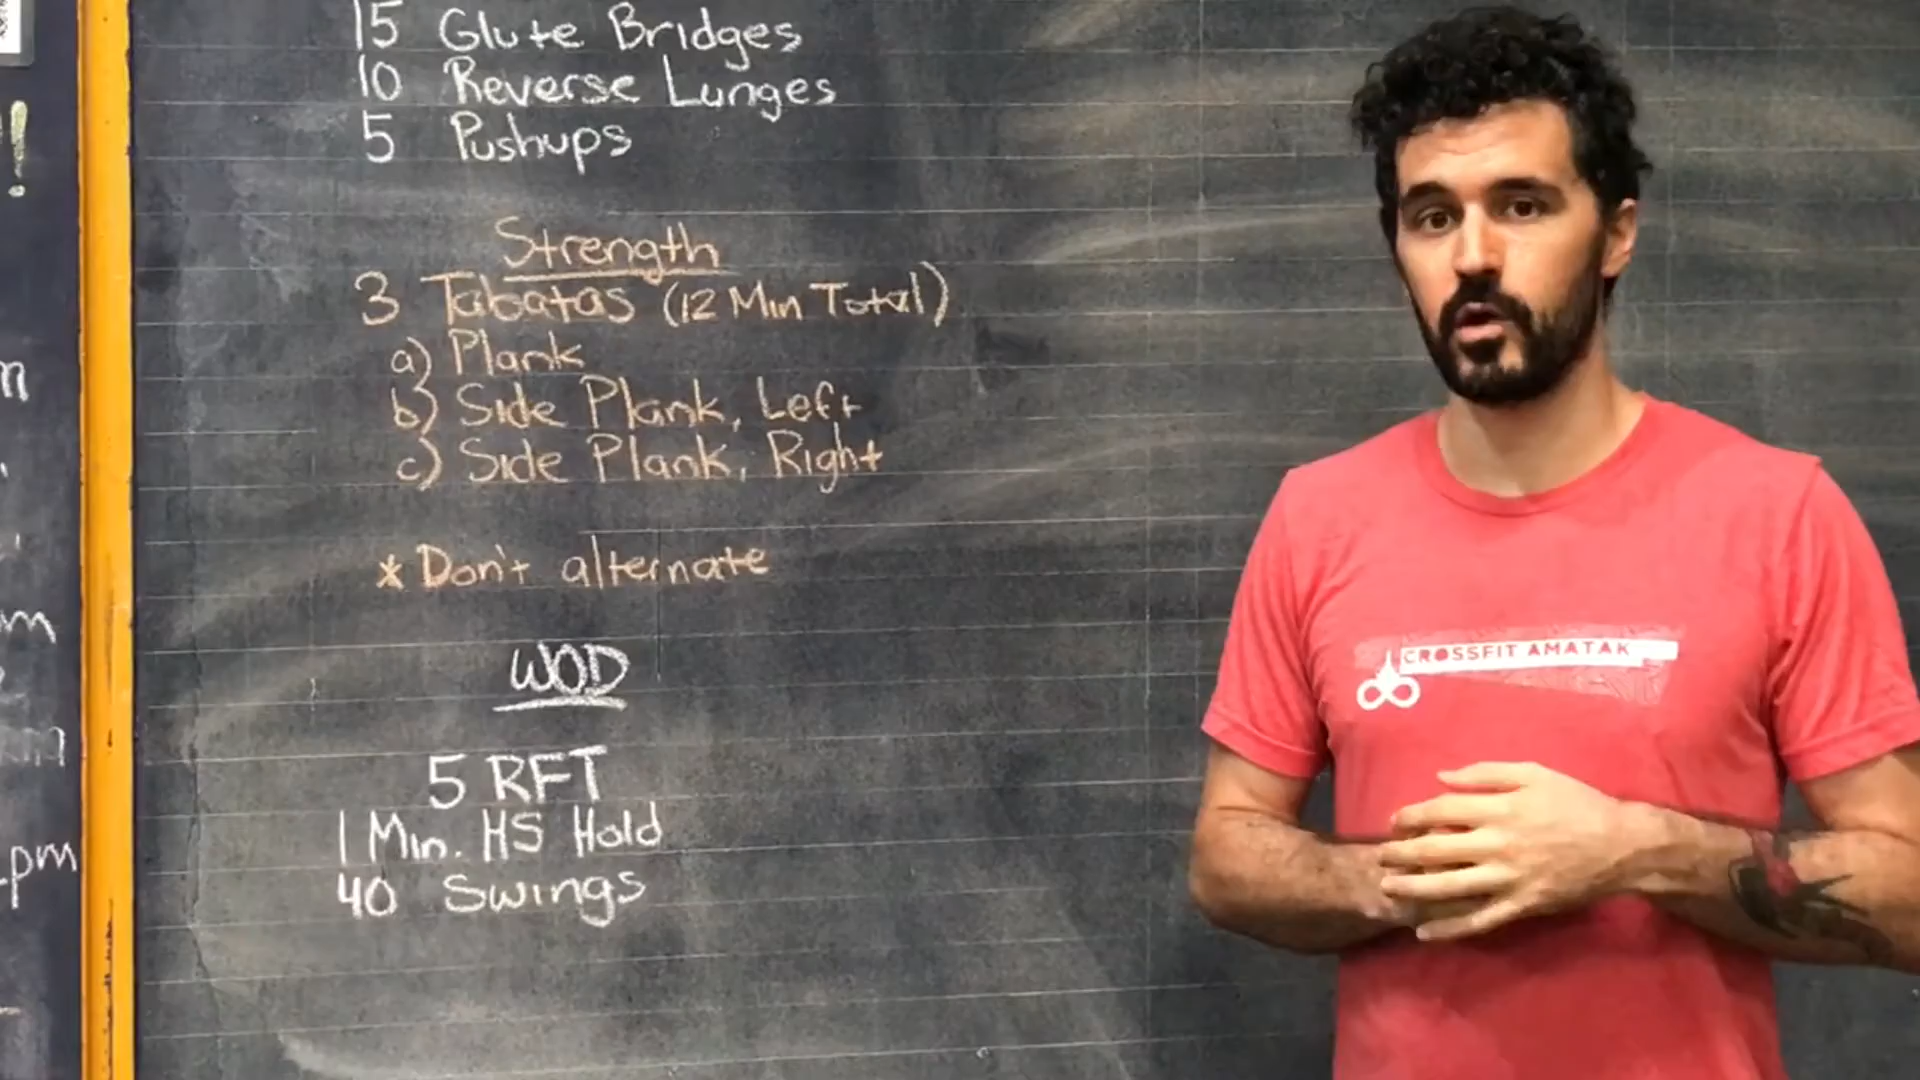 15 Glute Bridges
10 Reverse Lunges
5 Pushups
Strength
3 Tabatas (12 Min Total)
a) Plank
b) Side Plank, Left
c) Side Plank, Right
* Don't alternate
WOD
5 RFT
1 Min. HS Hold
40 Swings
CROSSFIT AMATAK
!
pm